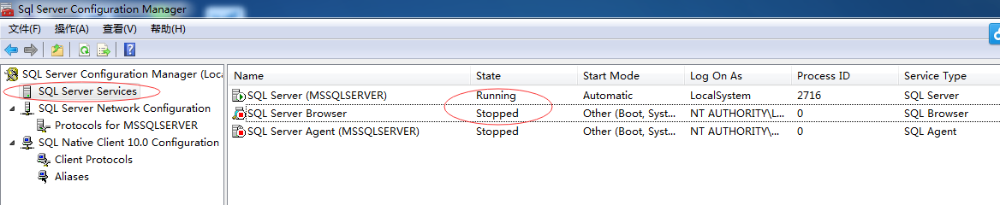 Sql Server Configuration Manager
文件(F) 操作(A) 查看(V) 帮助(H)
SQL Server Configuration Manager (Loca
SQL Server Services
SQL Server Network Configuration
Protocols for MSSQLSERVER
SQL Native Client 10.0 Configuration
Client Protocols
Aliases
Name State Start Mode Log On As Process ID Service Type
SQL Server (MSSQLSERVER) Running Automatic LocalSystem 2716 SQL Server
SQL Server Browser Stopped Other (Boot, Syst... NT AUTHORITY\L... 0 SQL Browser
SQL Server Agent (MSSQLSERVER) Stopped Other (Boot, Syst... NT AUTHORITY\... 0 SQL Agent